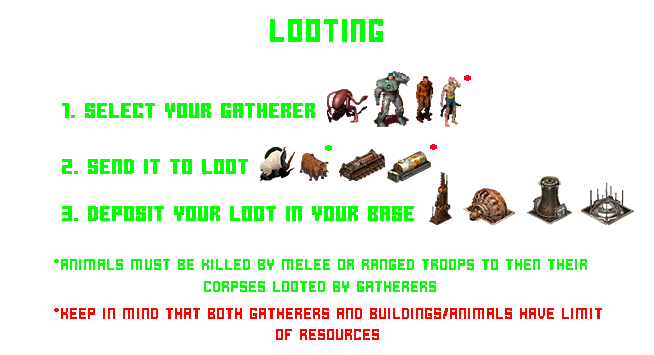 LOOTING
1. SELECT YOUR GATHERER *
2. SEND IT TO LOOT * *
3. DEPOSIT YOUR LOOT IN YOUR BASE
*ANIMALS MUST BE KILLED BY MELEE OR RANGED TROOPS TO THEN THEIR
CORPSES LOOTED BY GATHERERS
*KEEP IN MIND THAT BOTH GATHERERS AND BUILDINGS/ANIMALS HAVE LIMIT
OF RESOURCES